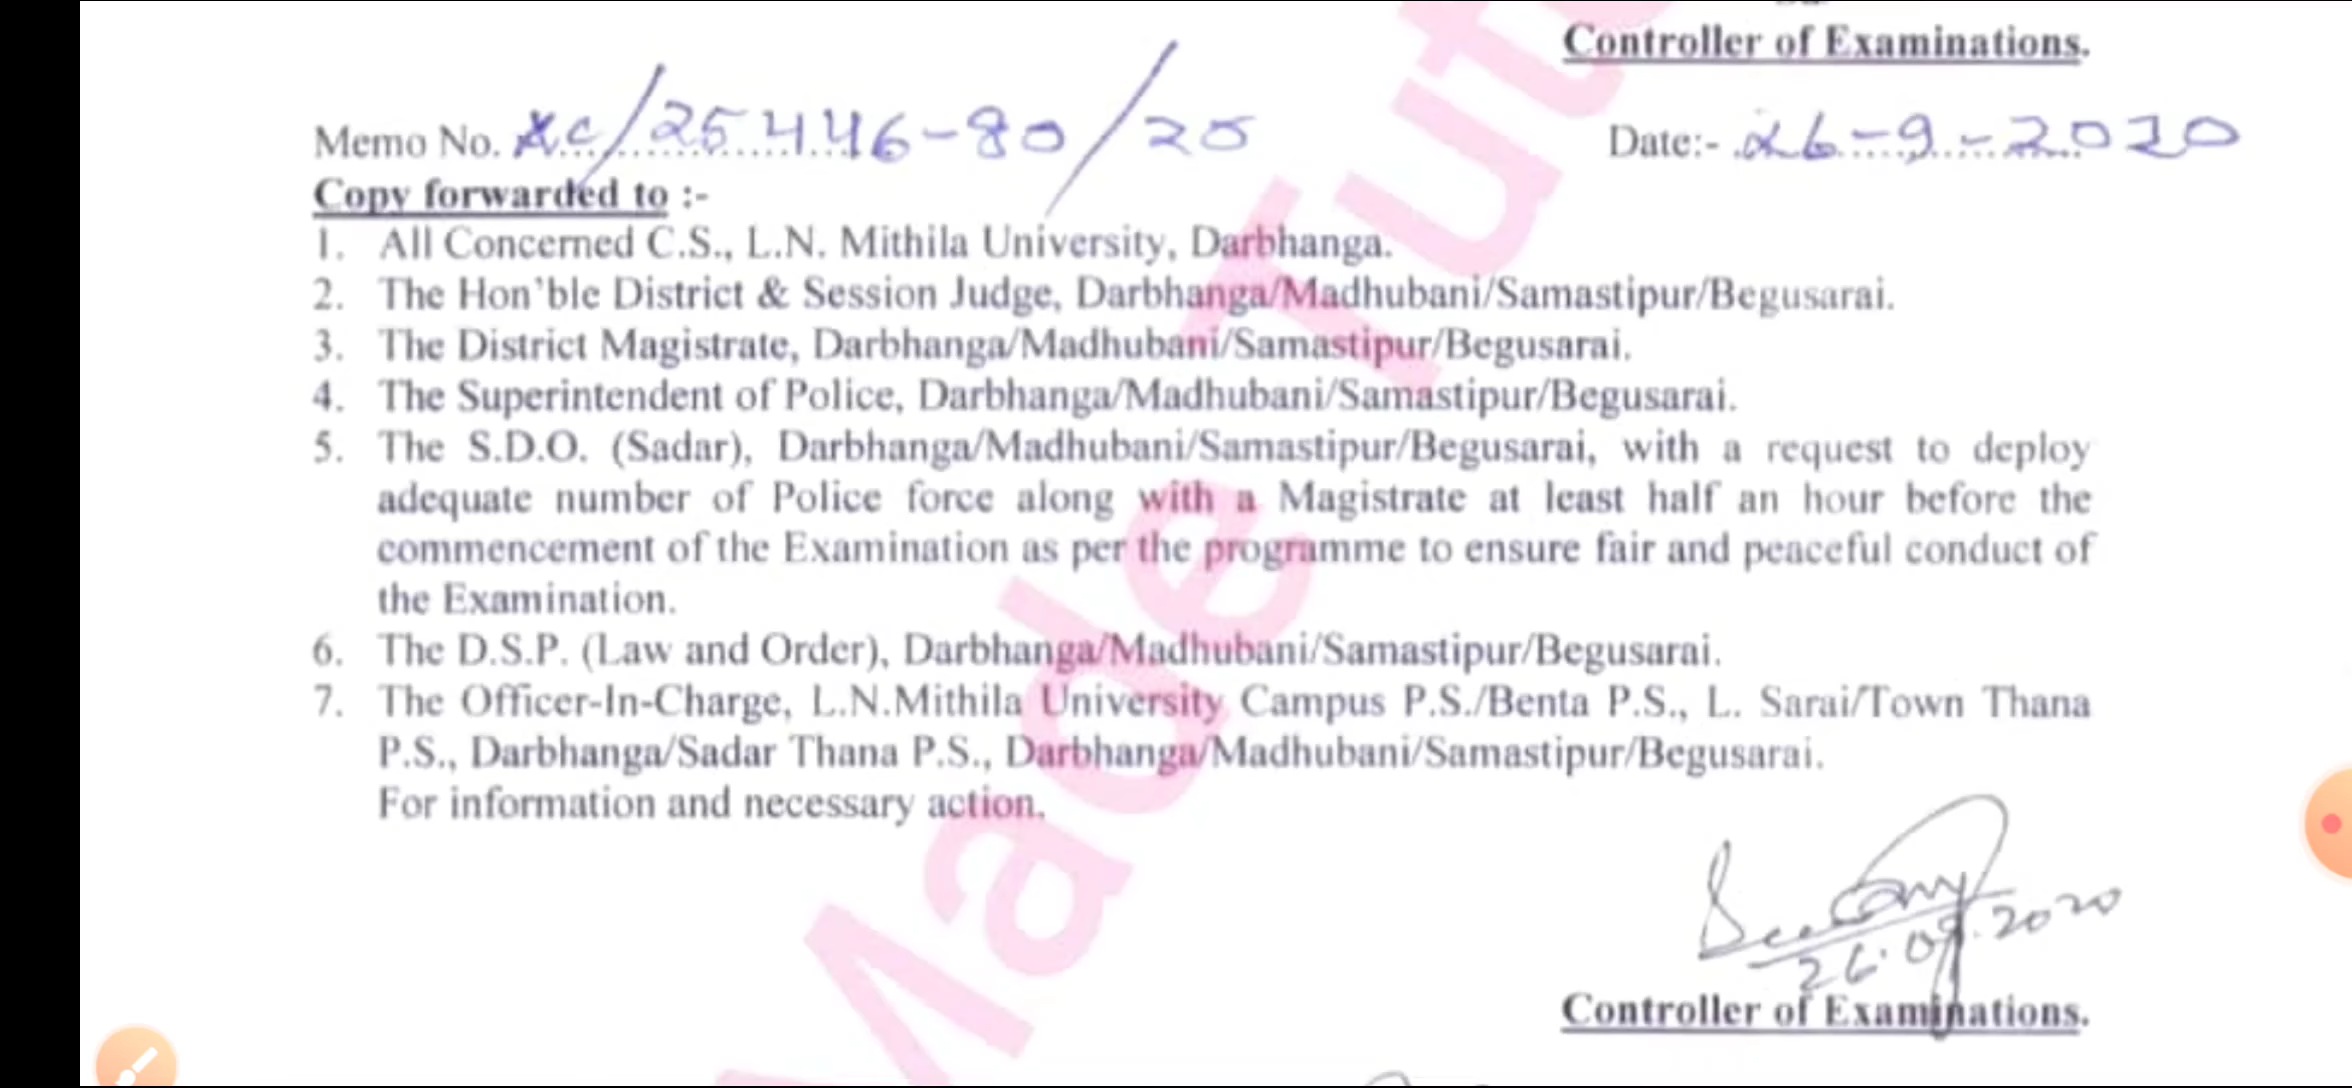 Controller of Examinations.
Memo No. XC/25446-80/20
Date:- 26-9-2020
Copy forwarded to :-
1. All Concerned C.S., L.N. Mithila University, Darbhanga.
2. The Hon'ble District & Session Judge, Darbhanga/Madhubani/Samastipur/Begusarai.
3. The District Magistrate, Darbhanga/Madhubani/Samastipur/Begusarai.
4. The Superintendent of Police, Darbhanga/Madhubani/Samastipur/Begusarai.
5. The S.D.O. (Sadar), Darbhanga/Madhubani/Samastipur/Begusarai, with a request to deploy
adequate number of Police force along with a Magistrate at least half an hour before the
commencement of the Examination as per the programme to ensure fair and peaceful conduct of
the Examination.
6. The D.S.P. (Law and Order), Darbhanga/Madhubani/Samastipur/Begusarai.
7. The Officer-In-Charge, L.N.Mithila University Campus P.S./Benta P.S., L. Sarai/Town Thana
P.S., Darbhanga/Sadar Thana P.S., Darbhanga/Madhubani/Samastipur/Begusarai.
For information and necessary action.
26.09.2020
Controller of Examinations.
Made Tut